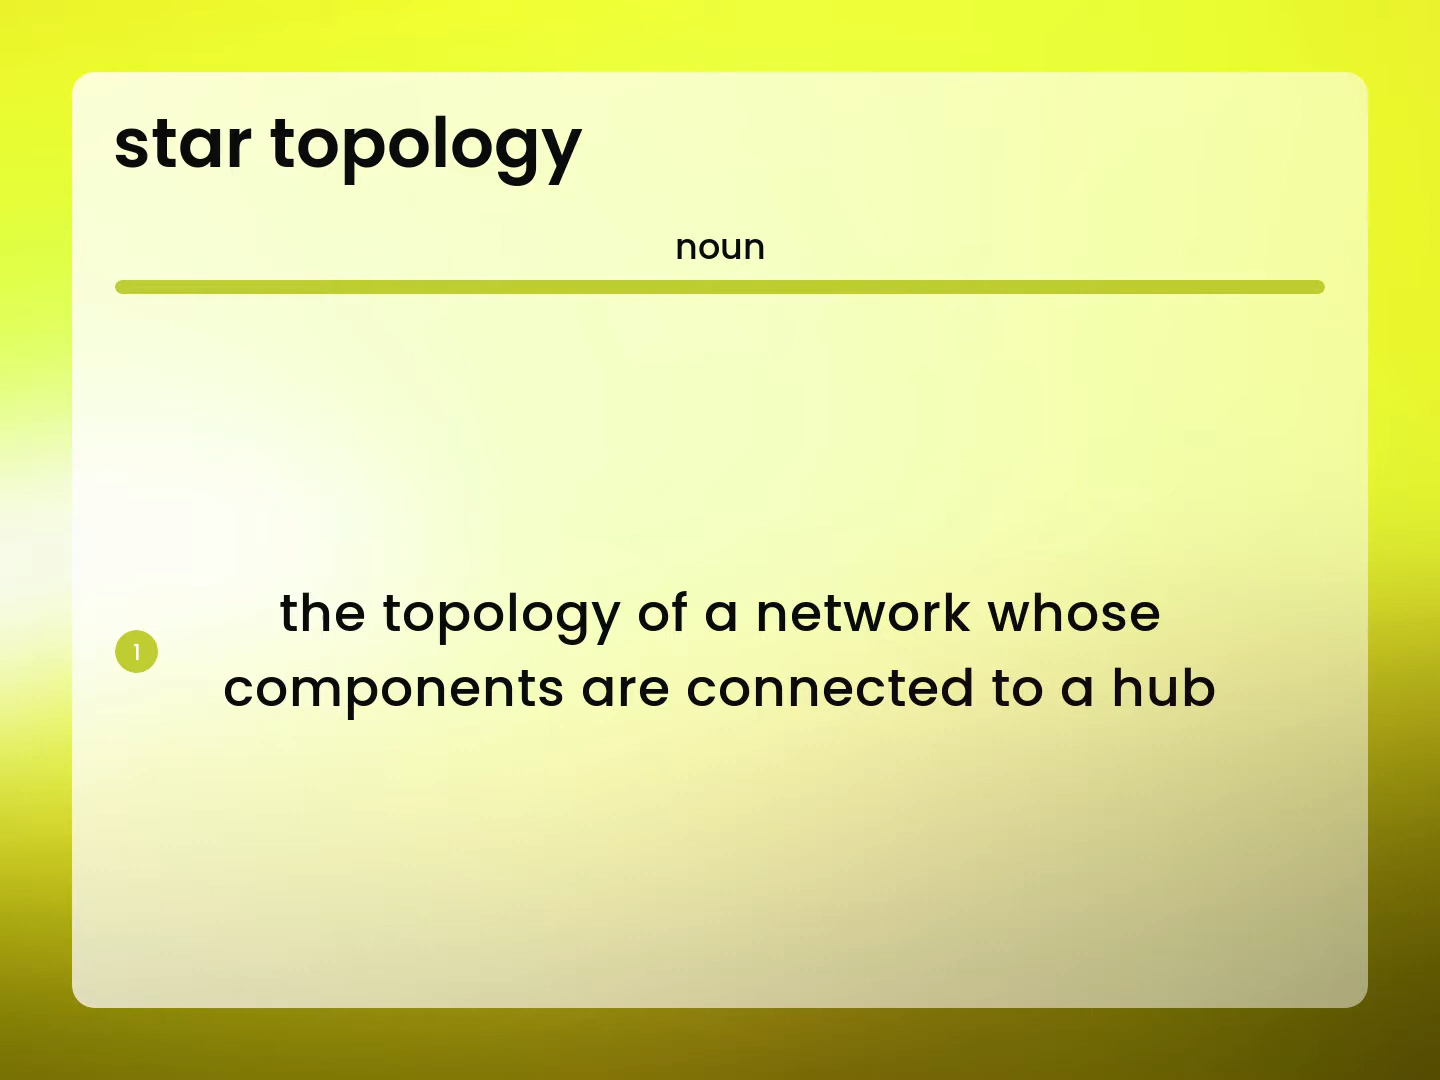 star topology
noun
1
the topology of a network whose
components are connected to a hub